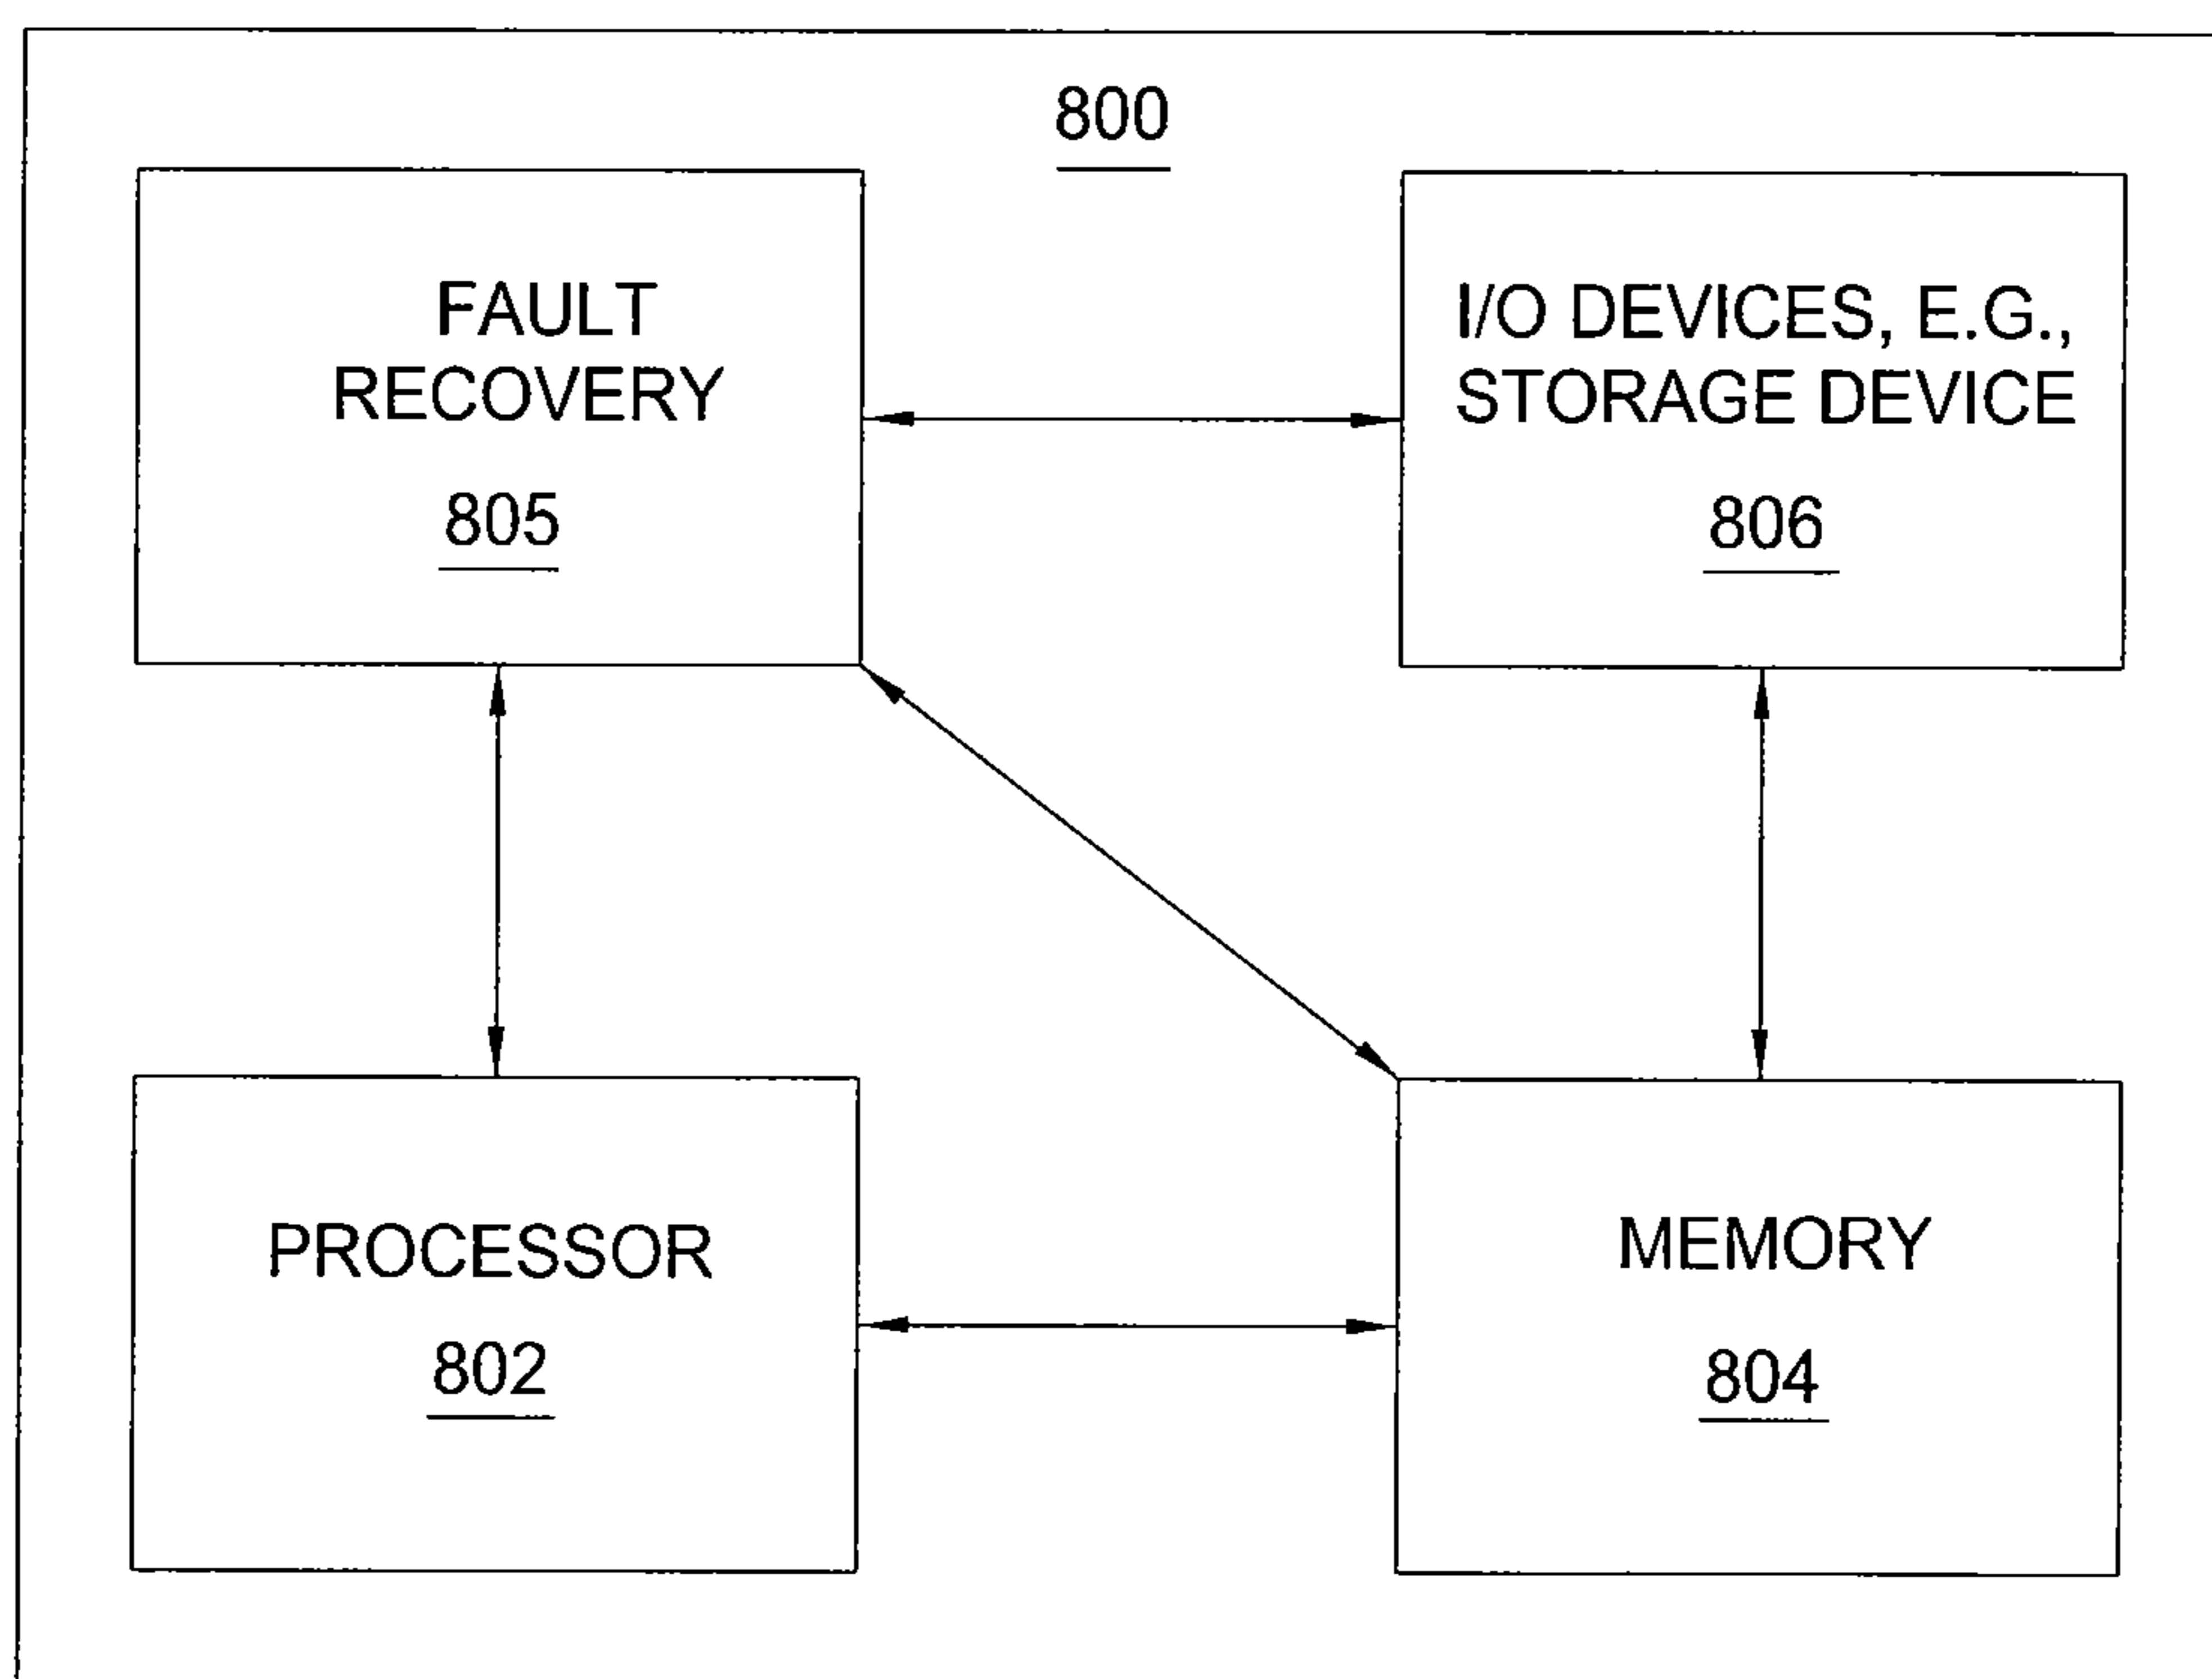 800
FAULT
RECOVERY
805
I/O DEVICES, E.G.,
STORAGE DEVICE
806
PROCESSOR
802
MEMORY
804